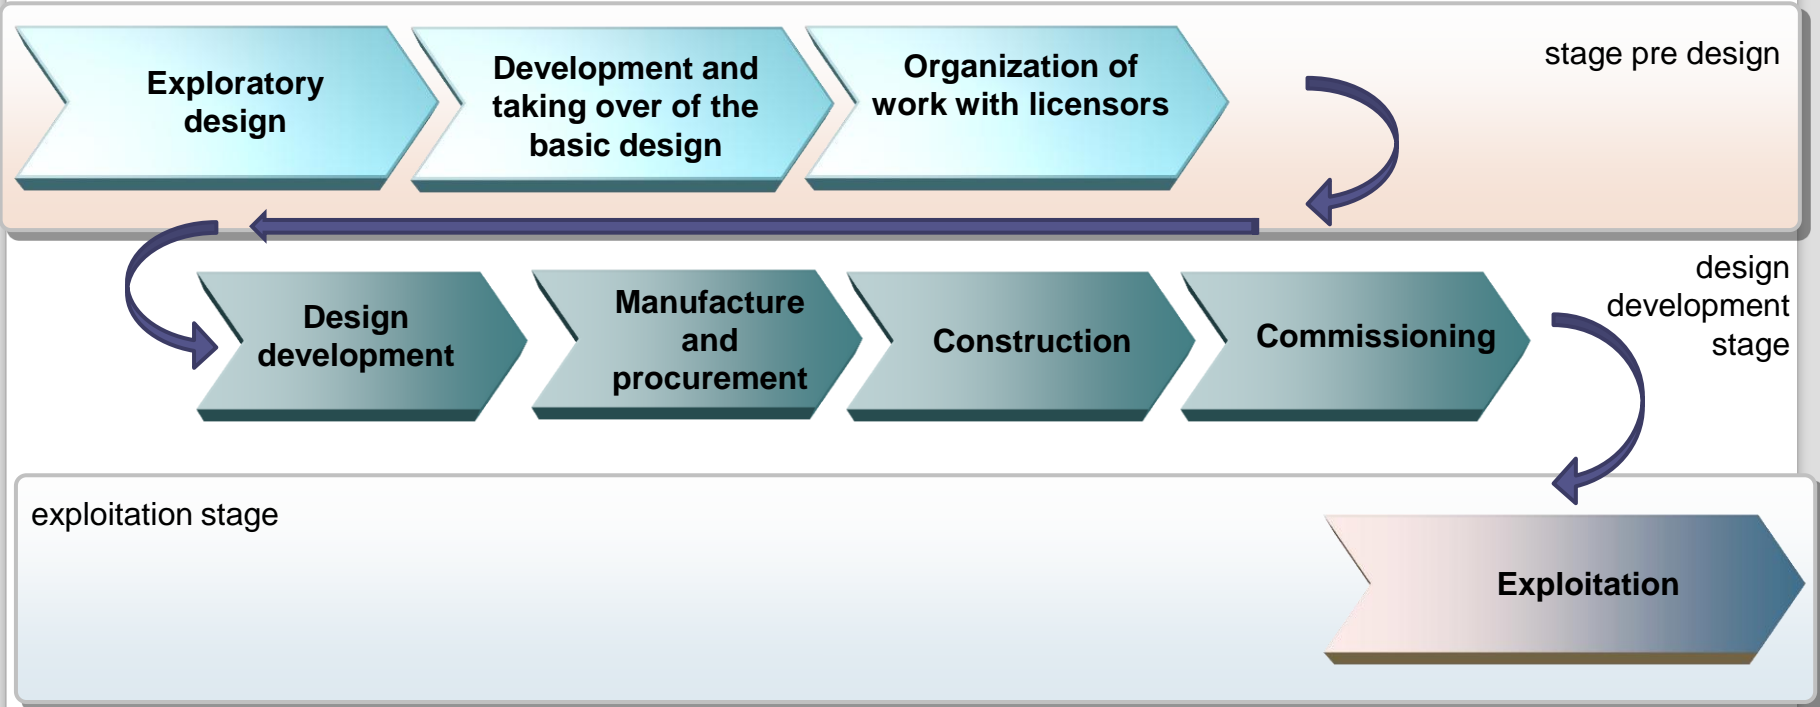 Exploratory
design
Development and
taking over of the
basic design
Organization of
work with licensors
stage pre design
Design
development
Manufacture
and
procurement
Construction
Commissioning
design
development
stage
exploitation stage
Exploitation